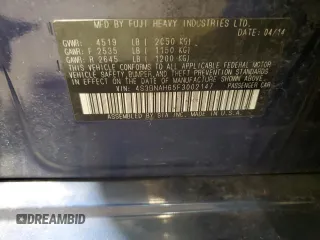 MFD BY : FUJI HEAVY INDUSTRIES LTD.
04/14
GVWR: 4519 LB ( 2050 KG)
GAWR: F 2535 LB ( 1150 KG)
GAWR: R 2645 LB ( 1200 KG)
THIS VEHICLE CONFORMS TO ALL APPLICABLE FEDERAL MOTOR
VEHICLE SAFETY, BUMPER, AND THEFT PREVENTION STANDARDS
IN EFFECT ON THE DATE OF MANUFACTURE SHOWN ABOVE.
VIN: 4S3BNAH65F3002147
PASSENGER CAR
ASSEMBLED BY SIA INC. MADE IN U.S.A.
DREAMBID